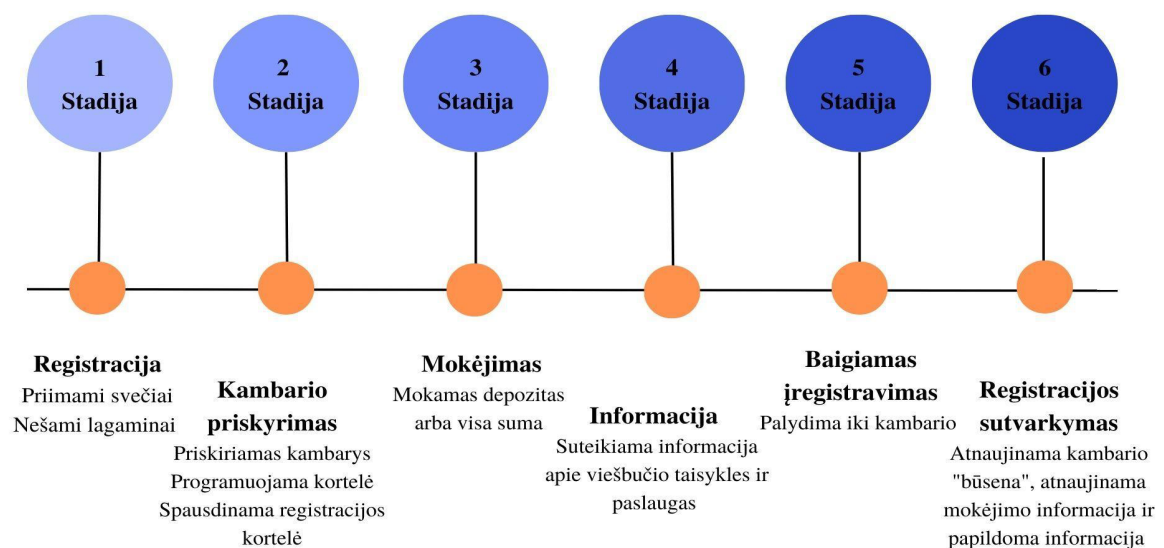 1
Stadija
2
Stadija
3
Stadija
4
Stadija
5
Stadija
6
Stadija
Registracija
Priimami svečiai
Nešami lagaminai
Kambario
priskyrimas
Priskiriamas kambarys
Programuojama kortelė
Spausdinama registracijos
kortelė
Mokėjimas
Mokamas depozitas
arba visa suma
Informacija
Suteikiama informacija
apie viešbučio taisykles ir
paslaugas
Baigiamas
įregistravimas
Palydima iki kambario
Registracijos
sutvarkymas
Atnaujinama kambario
"būsena", atnaujinama
mokėjimo informacija ir
papildoma informacija